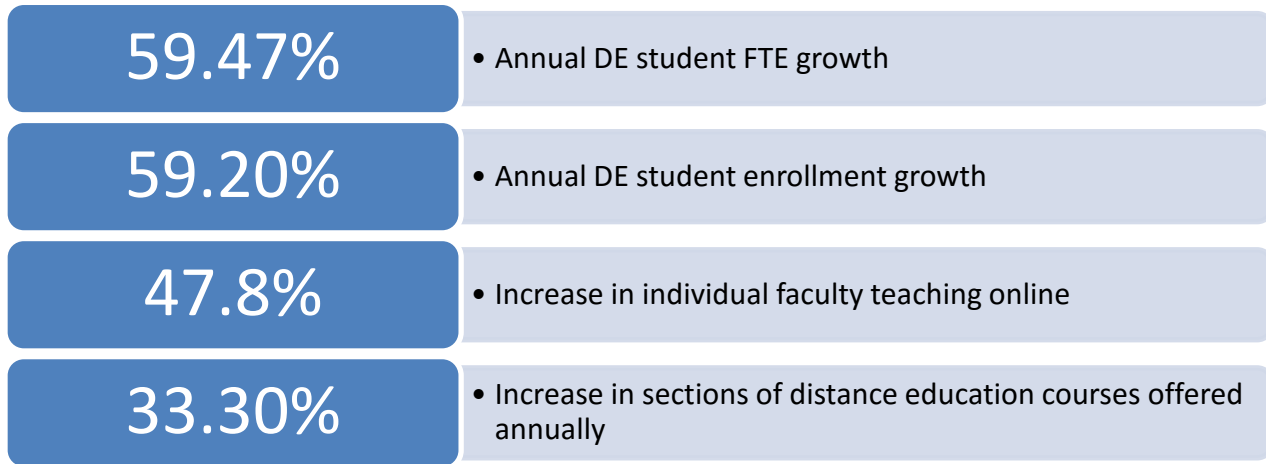 59.47%
• Annual DE student FTE growth
59.20%
• Annual DE student enrollment growth
47.8%
• Increase in individual faculty teaching online
33.30%
• Increase in sections of distance education courses offered
annually